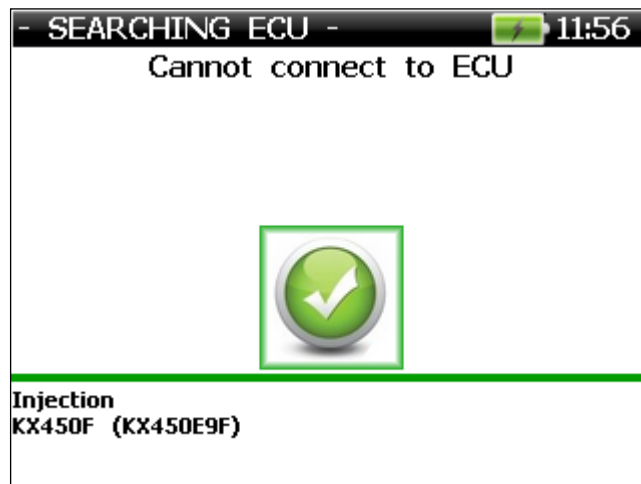 - SEARCHING ECU - 11:56
Cannot connect to ECU
Injection
KX450F (KX450E9F)